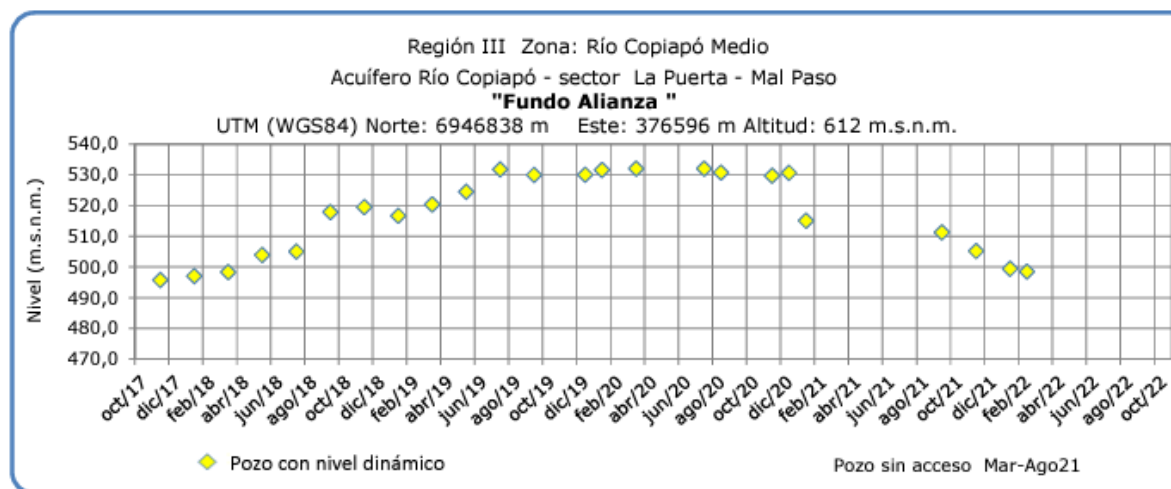 Región III  Zona: Río Copiapó Medio
Acuífero Río Copiapó - sector  La Puerta - Mal Paso
"Fundo Alianza "
UTM (WGS84) Norte: 6946838 m    Este: 376596 m Altitud: 612 m.s.n.m.
Nivel (m.s.n.m.)
540,0
530,0
520,0
510,0
500,0
490,0
480,0
470,0
oct/17 dic/17 feb/18 abr/18 jun/18 ago/18 oct/18 dic/18 feb/19 abr/19 jun/19 ago/19 oct/19 dic/19 feb/20 abr/20 jun/20 ago/20 oct/20 dic/20 feb/21 abr/21 jun/21 ago/21 oct/21 dic/21 feb/22 abr/22 jun/22 ago/22 oct/22
Pozo con nivel dinámico
Pozo sin acceso  Mar-Ago21